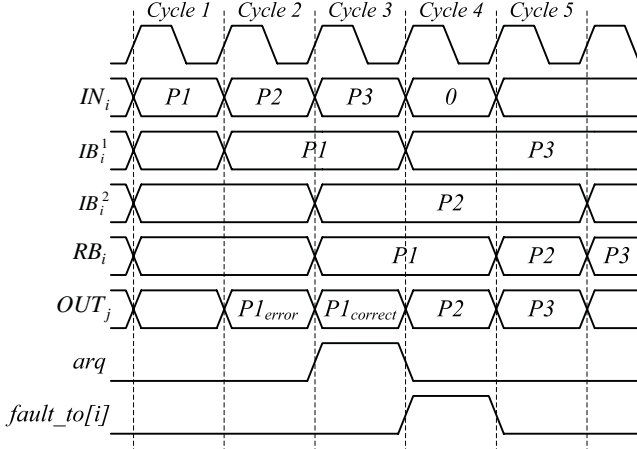 Cycle 1 Cycle 2 Cycle 3 Cycle 4 Cycle 5
IN_i P1 P2 P3 0
IB_i^1 P1 P3
IB_i^2 P2
RB_i P1 P2 P3
OUT_j P1_error P1_correct P2 P3
arq
fault_to[i]